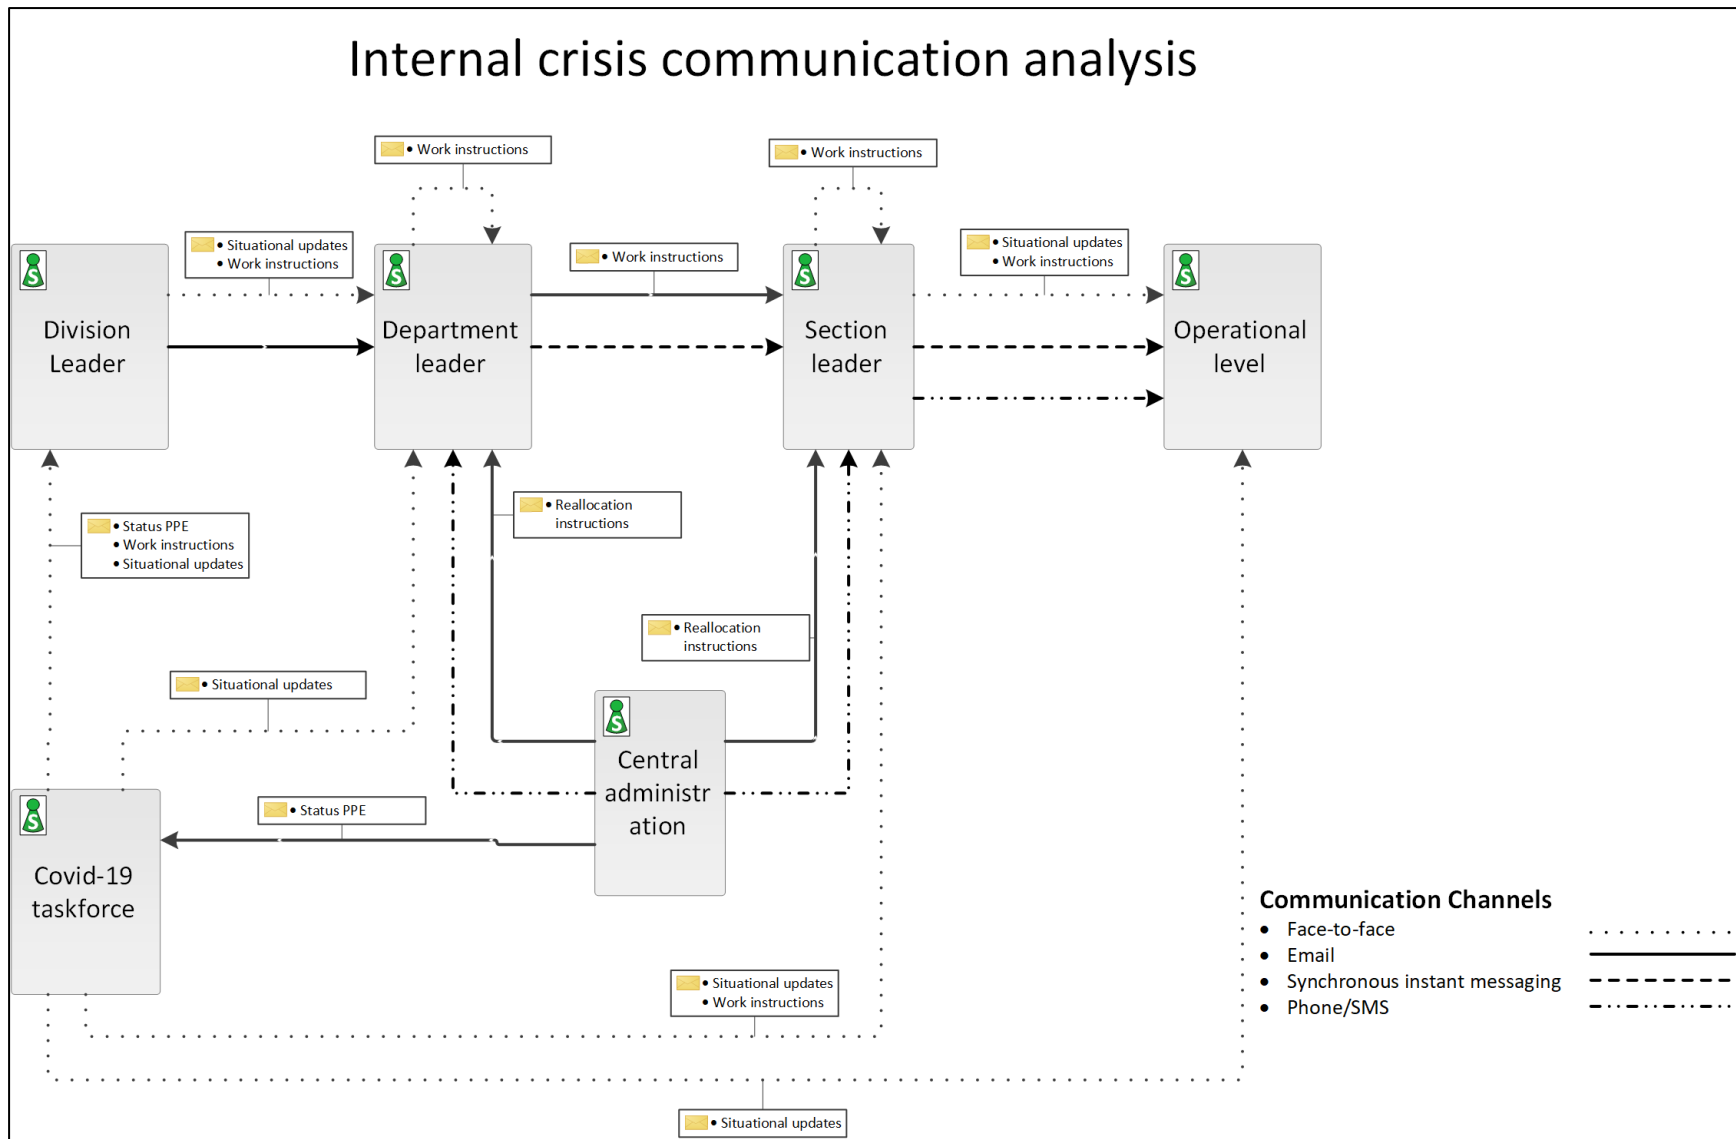 Internal crisis communication analysis
• Work instructions
• Work instructions
• Situational updates
• Work instructions
• Work instructions
• Situational updates
• Work instructions
S
Division
Leader
S
Department
leader
S
Section
leader
S
Operational
level
• Status PPE
• Work instructions
• Situational updates
• Reallocation
instructions
• Reallocation
instructions
• Situational updates
S
Central
administr
ation
• Status PPE
S
Covid-19
taskforce
• Situational updates
• Work instructions
• Situational updates
Communication Channels
• Face-to-face
• Email
• Synchronous instant messaging
• Phone/SMS